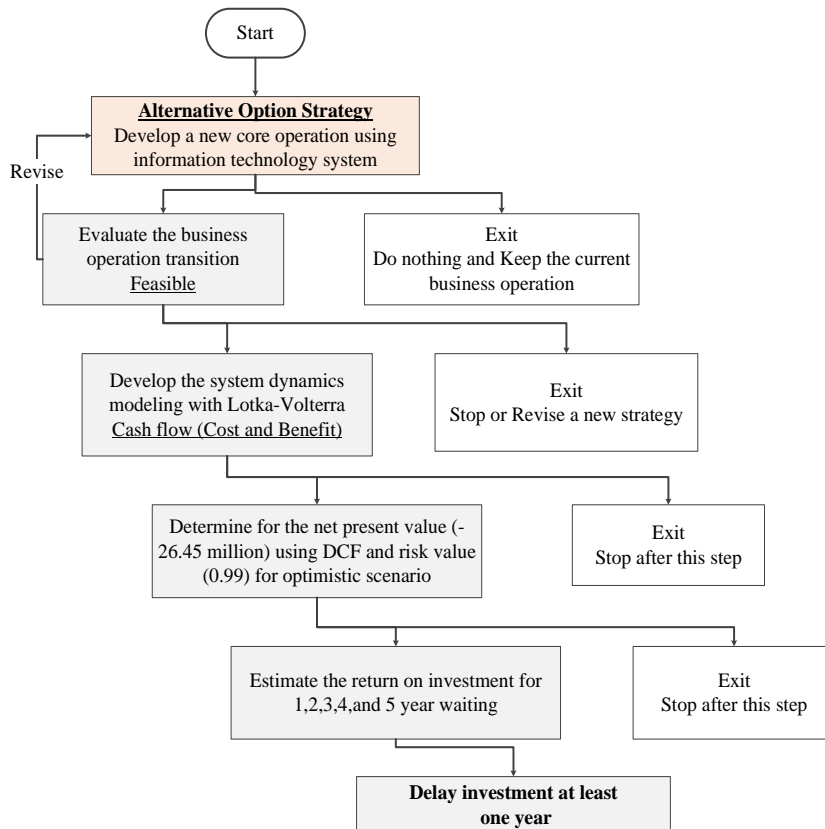 Start
Alternative Option Strategy
Develop a new core operation using
information technology system
Revise
Evaluate the business
operation transition
Feasible
Exit
Do nothing and Keep the current
business operation
Develop the system dynamics
modeling with Lotka-Volterra
Cash flow (Cost and Benefit)
Exit
Stop or Revise a new strategy
Determine for the net present value (-
26.45 million) using DCF and risk value
(0.99) for optimistic scenario
Exit
Stop after this step
Estimate the return on investment for
1,2,3,4,and 5 year waiting
Exit
Stop after this step
Delay investment at least
one year